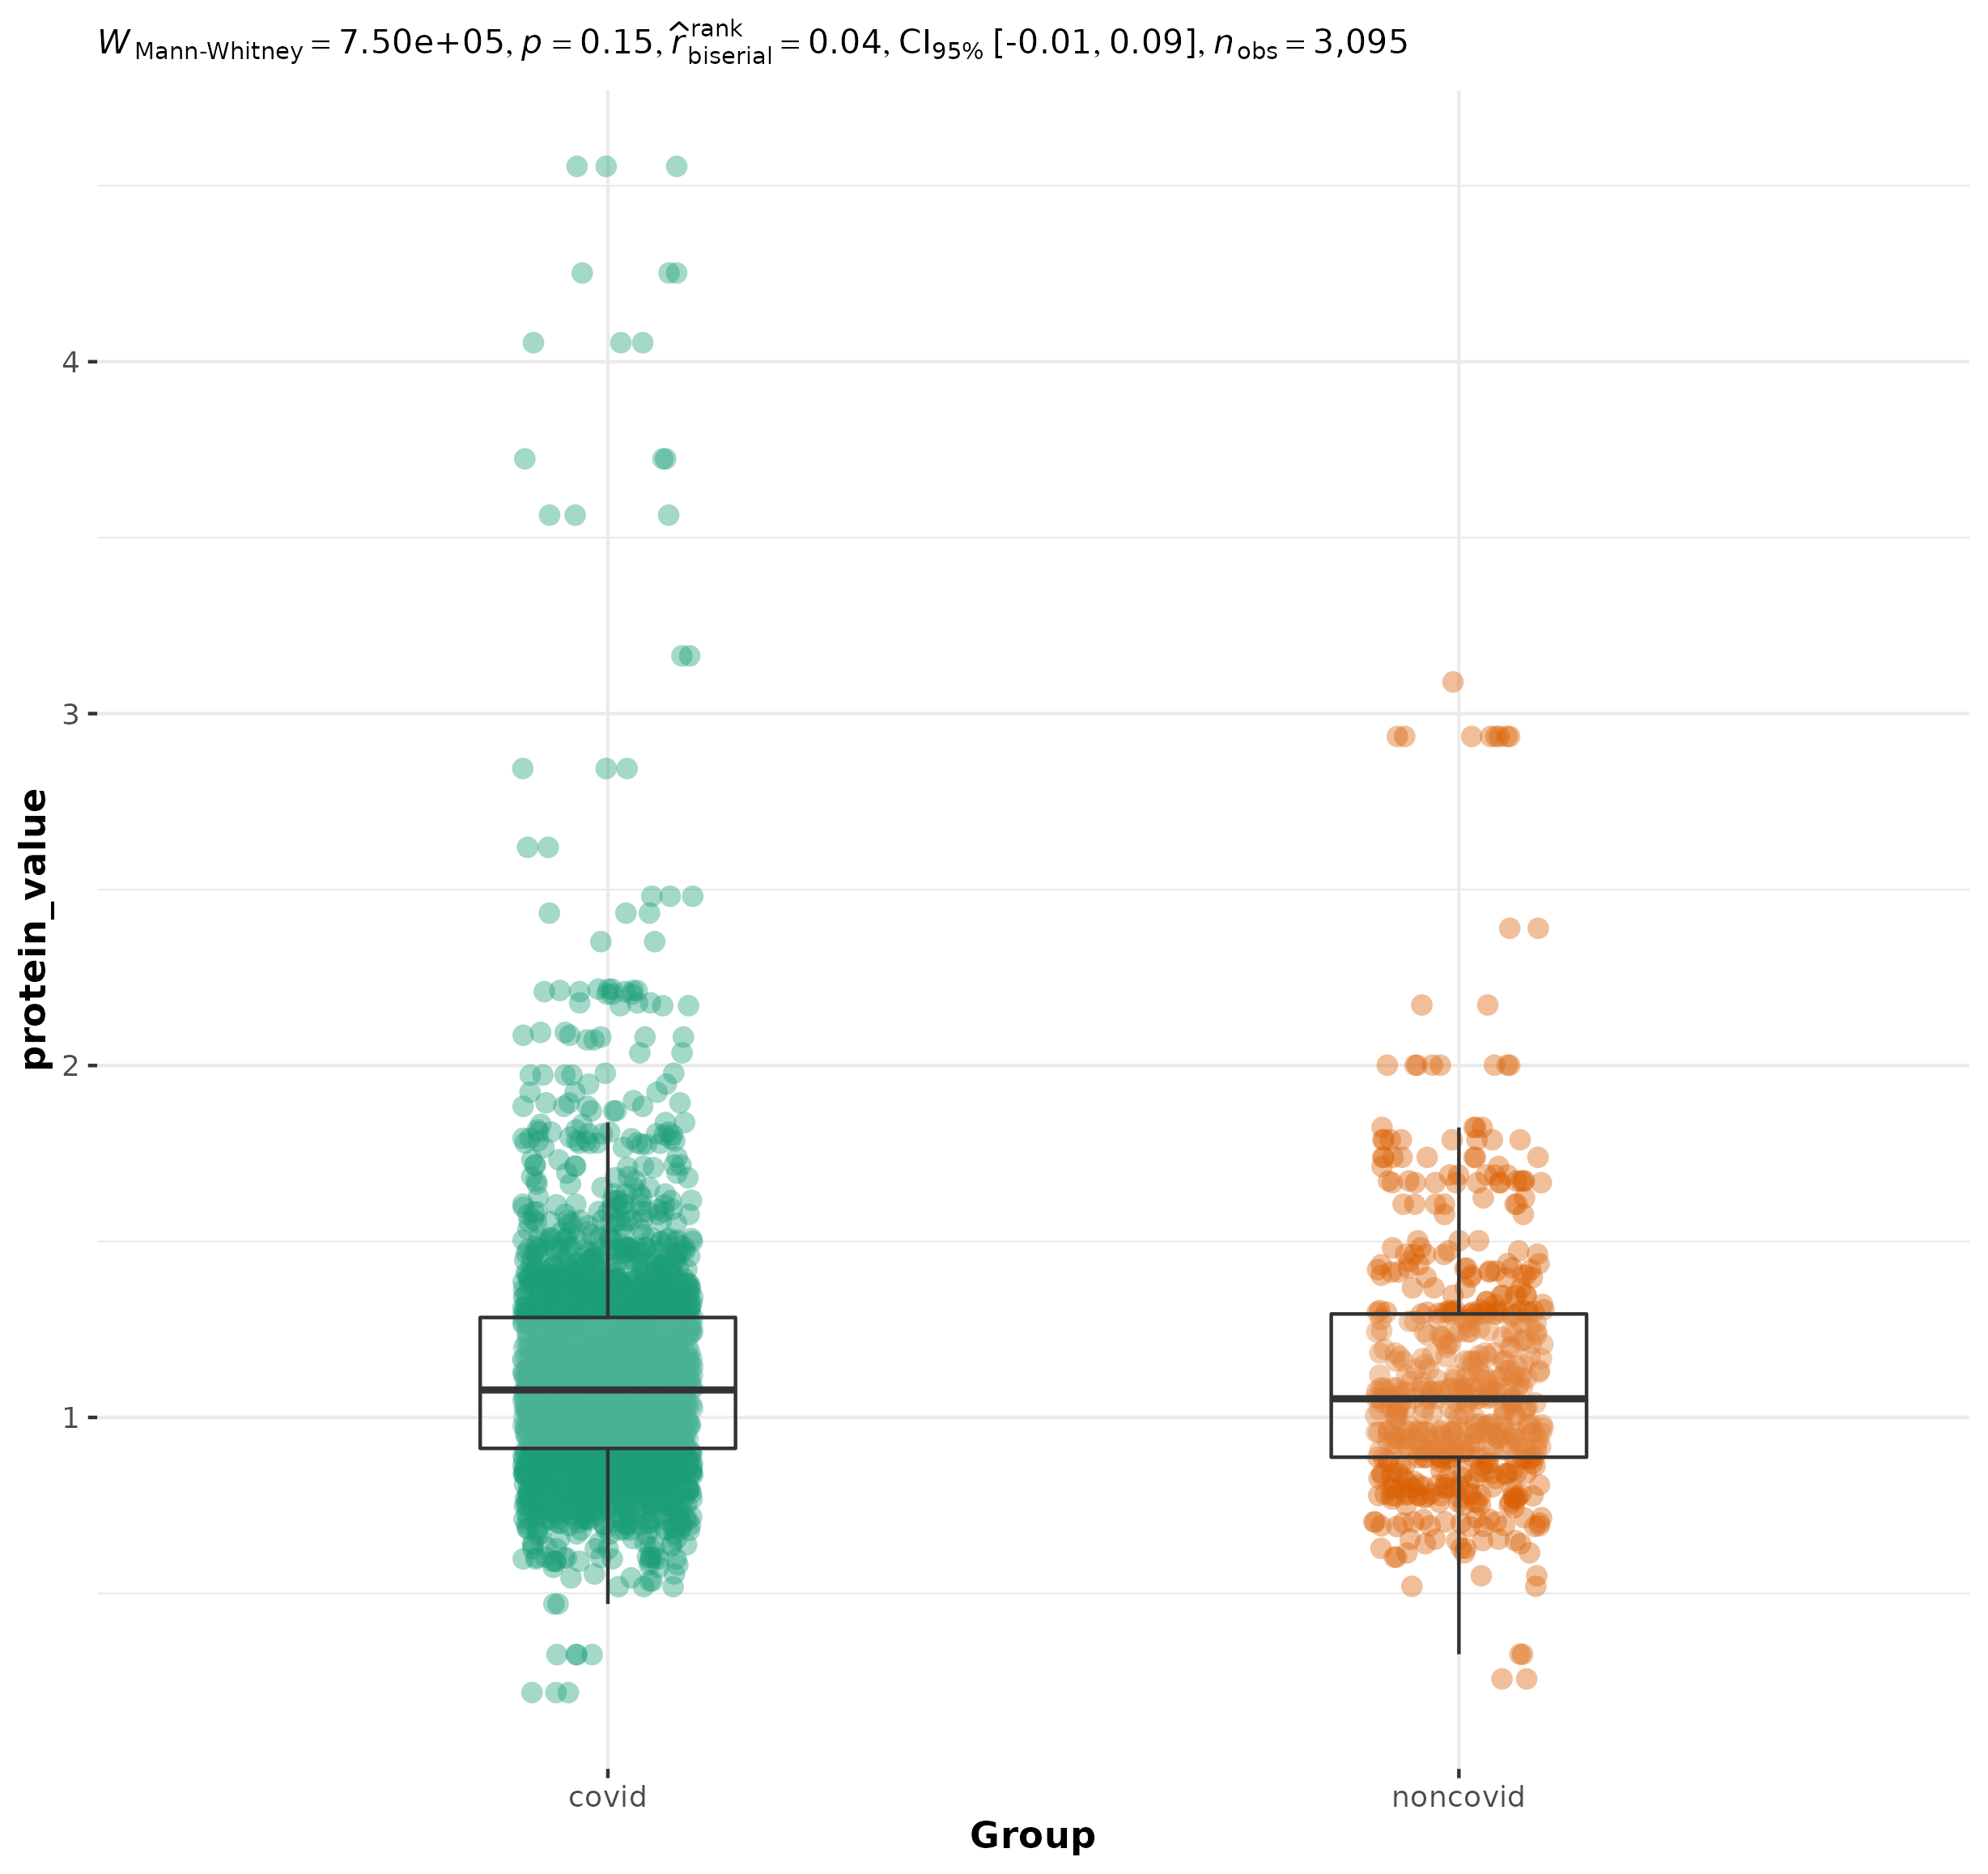 W Mann-Whitney = 7.50e+05, p = 0.15, r̂ rank biserial = 0.04, CI95% [-0.01, 0.09], n obs = 3,095
4
3
2
1
protein_value
covid noncovid
Group